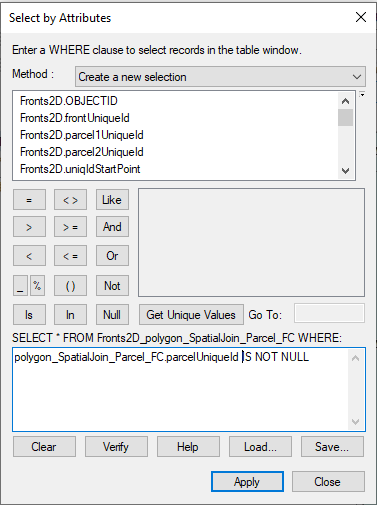 Select by Attributes
Enter a WHERE clause to select records in the table window.
Method : Create a new selection
Fronts2D.OBJECTID
Fronts2D.frontUniqueId
Fronts2D.parcel1UniqueId
Fronts2D.parcel2UniqueId
Fronts2D.uniqIdStartPoint
= < > Like
> > = And
< < = Or
_ % ( ) Not
Is In Null Get Unique Values Go To:
SELECT * FROM Fronts2D_polygon_SpatialJoin_Parcel_FC WHERE:
polygon_SpatialJoin_Parcel_FC.parcelUniqueId IS NOT NULL
Clear Verify Help Load... Save...
Apply Close